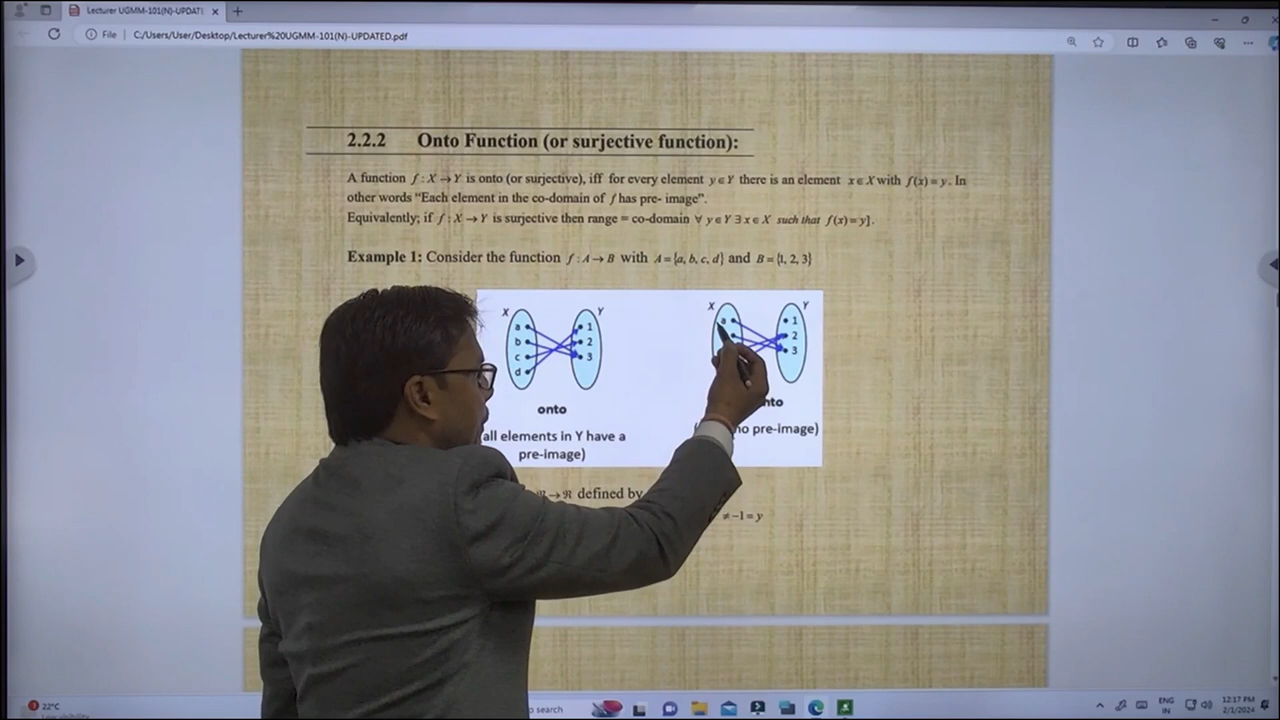 Lecturer UGMM-101(N)-UPDATE
File C:/Users/User/Desktop/Lecturer%20UGMM-101(N)-UPDATED.pdf
2.2.2 Onto Function (or surjective function):
A function f : X → Y is onto (or surjective), iff for every element y ∈ Y there is an element x ∈ X with f(x) = y. In
other words “Each element in the co-domain of f has pre- image”.
Equivalently; if f : X → Y is surjective then range = co-domain ∀ y ∈ Y ∃ x ∈ X such that f(x) = y].
Example 1: Consider the function f : A → B with A = {a, b, c, d} and B = {1, 2, 3}
X Y X Y
a 1 a 1
b 2 2
c 3 3
d
onto
all elements in Y have a
pre-image)
no pre-image)
ℜ → ℜ defined by
≠ −1 = y
22°C
search
ENG
IN
12:17 PM
2/1/2024